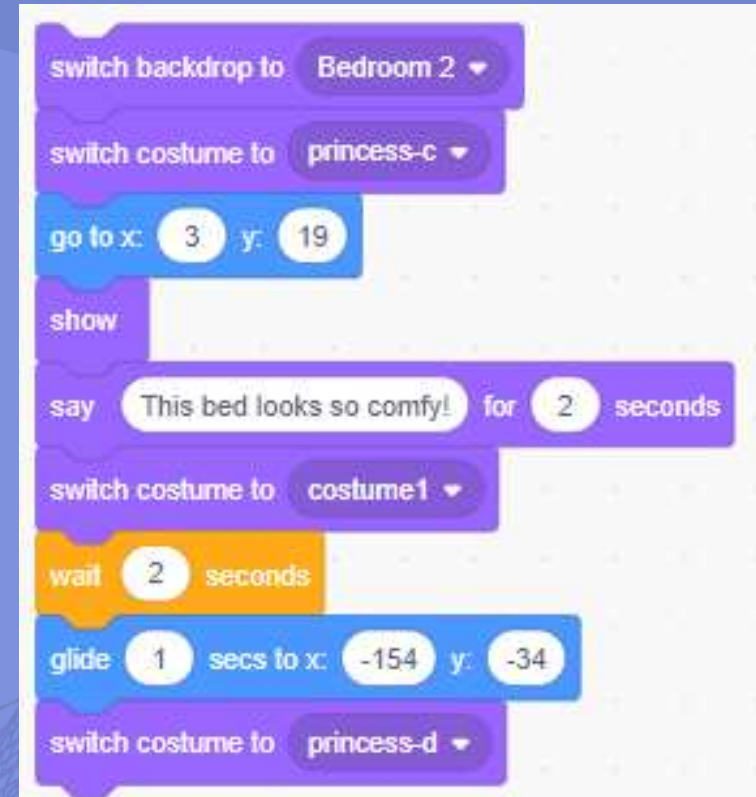 switch backdrop to Bedroom 2
switch costume to princess-c
go to x: 3 y: 19
show
say This bed looks so comfy! for 2 seconds
switch costume to costume1
wait 2 seconds
glide 1 secs to x: -154 y: -34
switch costume to princess-d